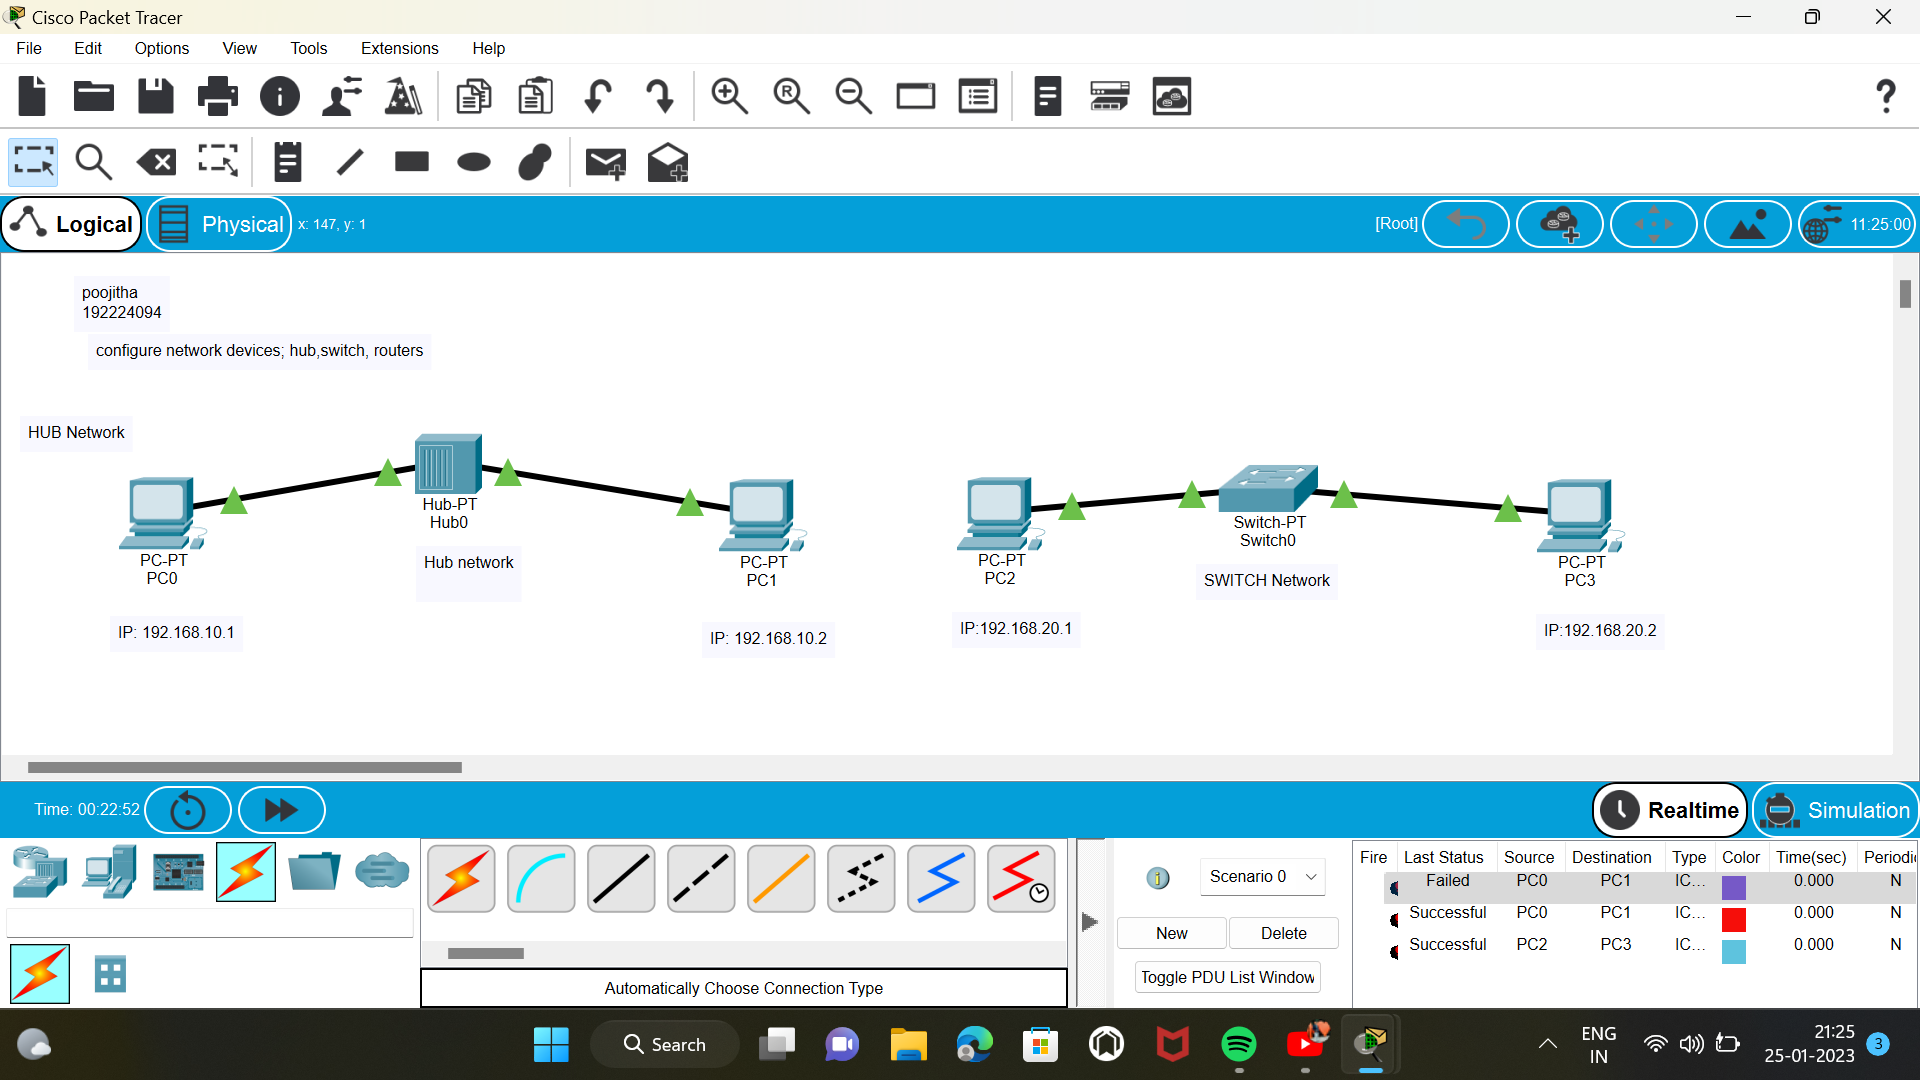 Cisco Packet Tracer
File Edit Options View Tools Extensions Help
Logical Physical x: 147, y: 1 [Root] 11:25:00
poojitha
192224094
configure network devices; hub,switch, routers
HUB Network
Hub-PT
Hub0
Hub network
PC-PT
PC0
IP: 192.168.10.1
PC-PT
PC1
IP: 192.168.10.2
PC-PT
PC2
IP:192.168.20.1
Switch-PT
Switch0
SWITCH Network
PC-PT
PC3
IP:192.168.20.2
Time: 00:22:52 Realtime Simulation
Scenario 0
New Delete
Toggle PDU List Window
Automatically Choose Connection Type
Fire Last Status Source Destination Type Color Time(sec) Periodic
Failed PC0 PC1 IC... 0.000 N
Successful PC0 PC1 IC... 0.000 N
Successful PC2 PC3 IC... 0.000 N
Search
ENG
IN
21:25
25-01-2023
3